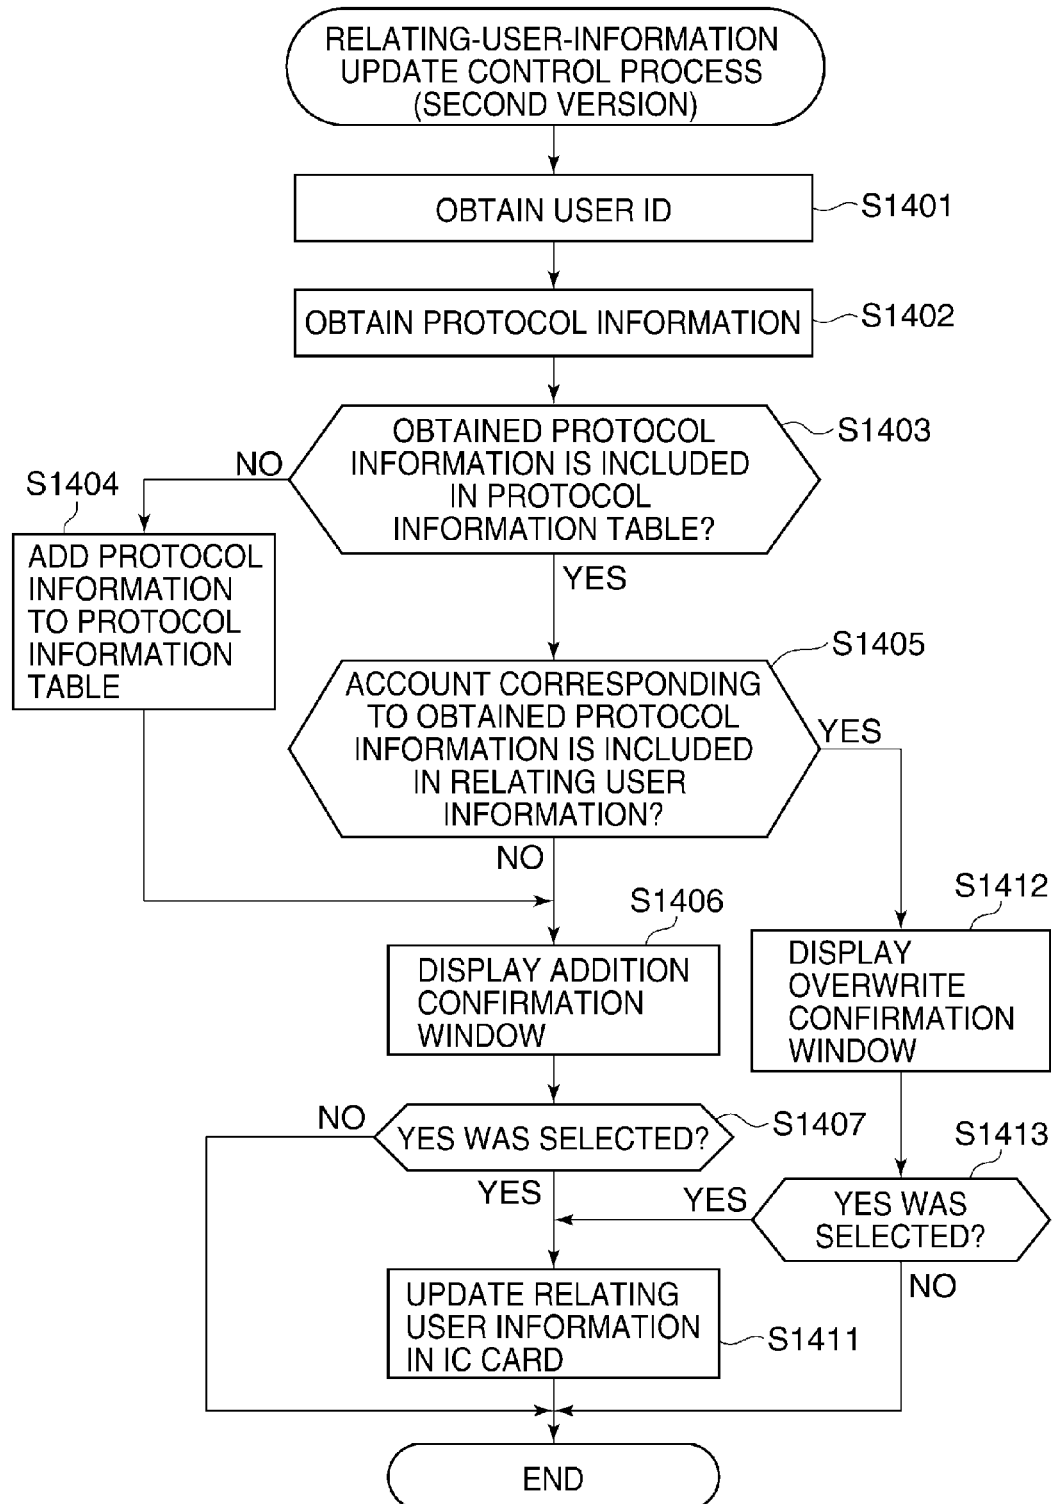 RELATING-USER-INFORMATION
UPDATE CONTROL PROCESS
(SECOND VERSION)
OBTAIN USER ID
S1401
OBTAIN PROTOCOL INFORMATION
S1402
OBTAINED PROTOCOL
INFORMATION IS INCLUDED
IN PROTOCOL
INFORMATION TABLE?
S1403
NO
YES
S1404
ADD PROTOCOL
INFORMATION
TO PROTOCOL
INFORMATION
TABLE
S1405
ACCOUNT CORRESPONDING
TO OBTAINED PROTOCOL
INFORMATION IS INCLUDED
IN RELATING USER
INFORMATION?
YES
NO
S1406
DISPLAY ADDITION
CONFIRMATION
WINDOW
S1412
DISPLAY
OVERWRITE
CONFIRMATION
WINDOW
NO
YES WAS SELECTED?
S1407
YES
S1413
YES
YES WAS
SELECTED?
NO
UPDATE RELATING
USER INFORMATION
IN IC CARD
S1411
END